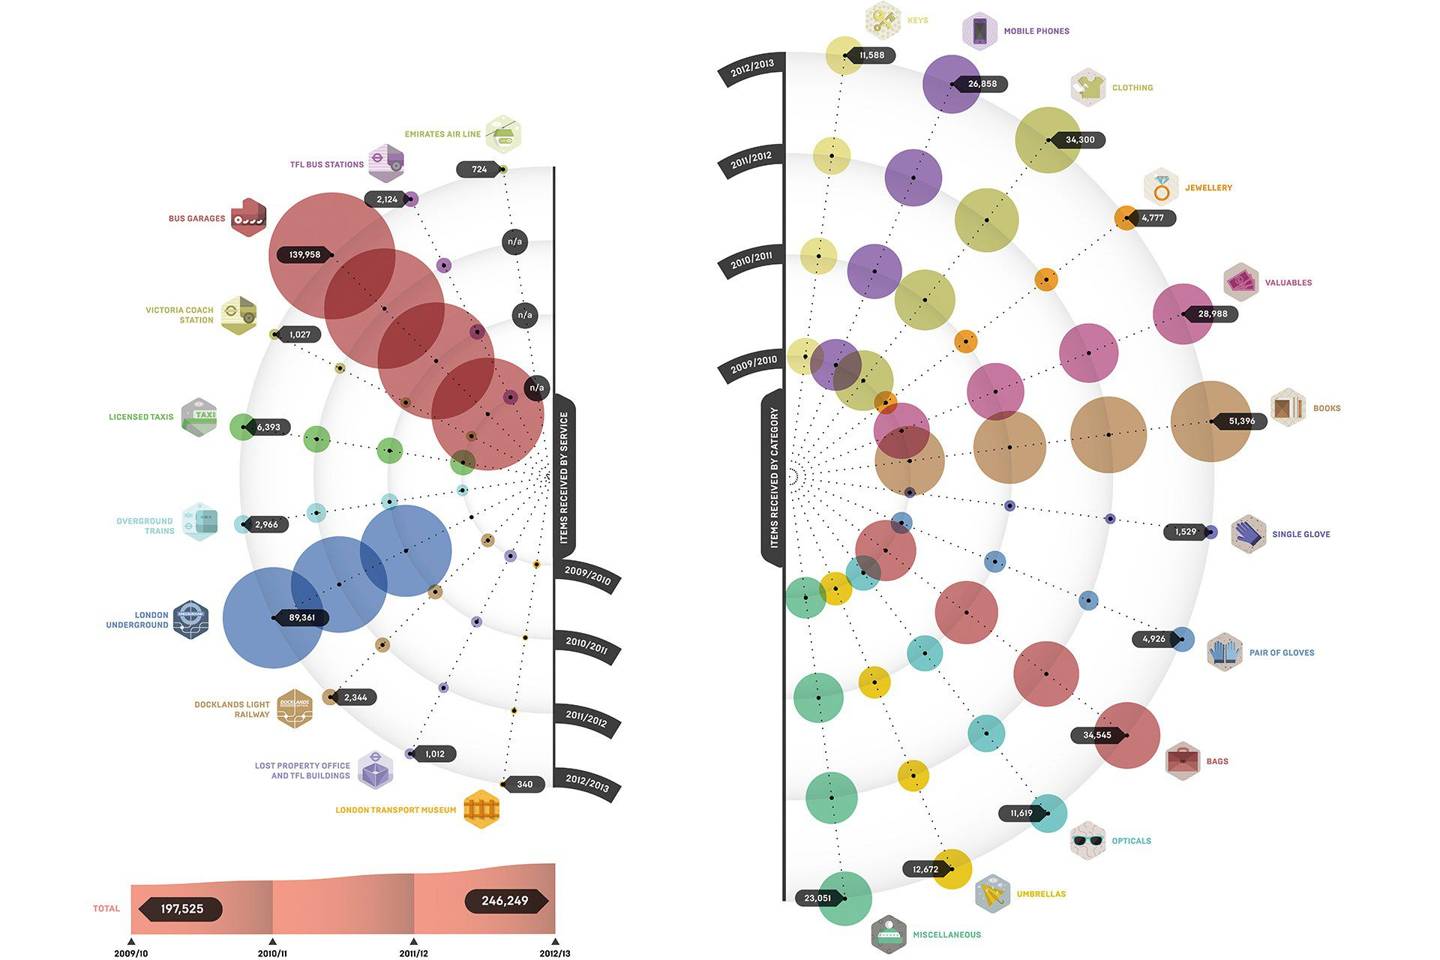 EMIRATES AIR LINE
724
TFL BUS STATIONS
2,124
BUS GARAGES
139,958
VICTORIA COACH
STATION
1,027
LICENSED TAXIS
TAXI
6,393
OVERGROUND
TRAINS
2,966
LONDON
UNDERGROUND
89,361
DOCKLANDS LIGHT
RAILWAY
DOCKLANDS
2,344
LOST PROPERTY OFFICE
AND TFL BUILDINGS
1,012
LONDON TRANSPORT MUSEUM
340
n/a
n/a
n/a
ITEMS RECEIVED BY SERVICE
2009/2010
2010/2011
2011/2012
2012/2013
TOTAL
197,525
246,249
2009/10
2010/11
2011/12
2012/13
2012/2013
2011/2012
2010/2011
2009/2010
ITEMS RECEIVED BY CATEGORY
KEYS
11,588
MOBILE PHONES
26,858
CLOTHING
34,300
JEWELLERY
4,777
VALUABLES
28,988
BOOKS
51,396
SINGLE GLOVE
1,529
PAIR OF GLOVES
4,926
BAGS
34,545
OPTICALS
11,619
UMBRELLAS
12,672
MISCELLANEOUS
23,051